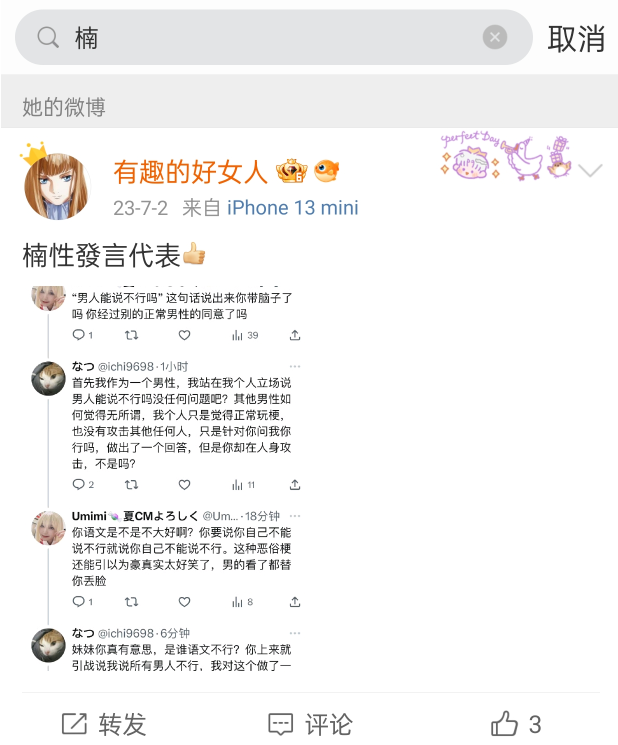 楠
取消
她的微博
perfect Day
有趣的好女人
6
23-7-2 来自 iPhone 13 mini
楠性發言代表👍
“男人能说不行吗” 这句话说出来你带脑子了
吗 你经过别的正常男性的同意了吗
1 39
なつ @ichi9698·1小时
首先我作为一个男性，我站在我个人立场说
男人能说不行吗没任何问题吧？其他男性如
何觉得无所谓，我个人只是觉得正常玩梗，
也没有攻击其他任何人，只是针对你问我你
行吗，做出了一个回答，但是你却在人身攻
击，不是吗？
2 11
Umimi🍬夏CMよろしく @Um...·18分钟
你语文是不是不大好啊？你要说你自己不能
说不行就说你自己不能说不行。这种恶俗梗
还能引以为豪真实太好笑了，男的看了都替
你丢脸
1 8
なつ @ichi9698·6分钟
妹妹你真有意思，是谁语文不行？你上来就
引战说我说所有男人不行，我对这个做了一
转发 评论 3